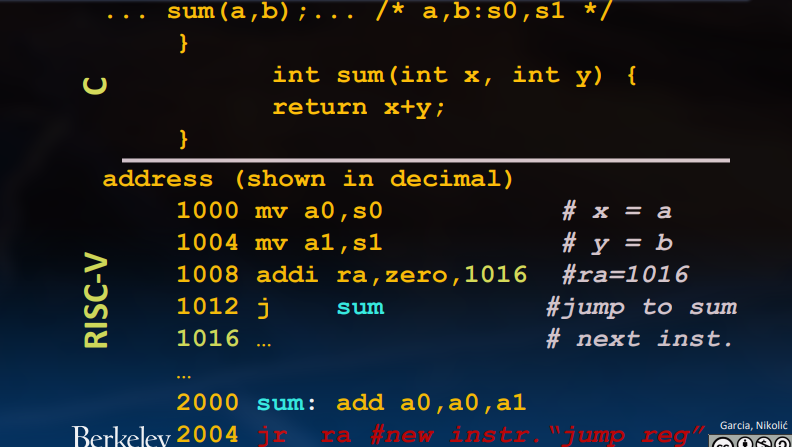 ... sum(a,b);... /* a,b:s0,s1 */
}
C
int sum(int x, int y) {
return x+y;
}
address (shown in decimal)
RISC-V
1000 mv a0,s0 # x = a
1004 mv a1,s1 # y = b
1008 addi ra,zero,1016 #ra=1016
1012 j sum #jump to sum
1016 … # next inst.
…
2000 sum: add a0,a0,a1
2004 jr ra #new instr.“jump reg”
Berkeley
Garcia, Nikolić